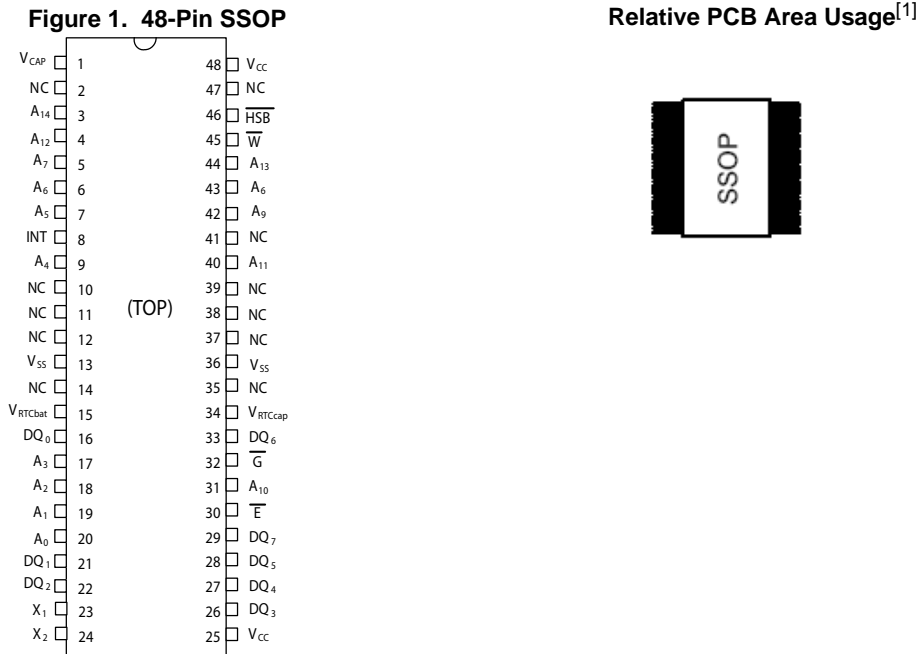 Figure 1. 48-Pin SSOP
Relative PCB Area Usage[1]
VCAP 1 48 VCC
NC 2 47 NC
A14 3 46 HSB
A12 4 45 W
A7 5 44 A13
A6 6 43 A6
A5 7 42 A9
INT 8 41 NC
A4 9 40 A11
NC 10 39 NC
NC 11 (TOP) 38 NC
NC 12 37 NC
VSS 13 36 VSS
NC 14 35 NC
VRTCbat 15 34 VRTCcap
DQ0 16 33 DQ6
A3 17 32 G
A2 18 31 A10
A1 19 30 E
A0 20 29 DQ7
DQ1 21 28 DQ5
DQ2 22 27 DQ4
X1 23 26 DQ3
X2 24 25 VCC
SSOP